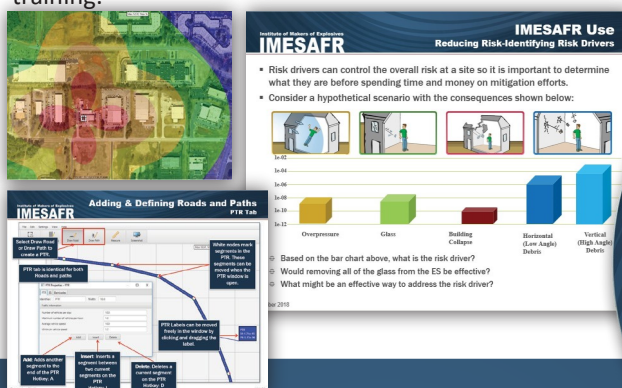 training.
Institute of Makers of Explosives
IMESAFR
IMESAFR Use
Reducing Risk-Identifying Risk Drivers
▪ Risk drivers can control the overall risk at a site so it is important to determine
what they are before spending time and money on mitigation efforts.
▪ Consider a hypothetical scenario with the consequences shown below:
1e-02
1e-04
1e-06
1e-08
1e-10
1e-12
Overpressure
Glass
Building
Collapse
Horizontal
(Low Angle)
Debris
Vertical
(High Angle)
Debris
Based on the bar chart above, what is the risk driver?
Would removing all of the glass from the ES be effective?
What might be an effective way to address the risk driver?
ber 2018
Institute of Makers of Explosives
IMESAFR
Adding & Defining Roads and Paths
PTR Tab
Select Draw Road
or Draw Path to
create a PTR.
PTR tab is identical for both
Roads and paths.
White nodes mark
segments in the
PTR. These
segments can be
moved when the
PTR window is
open.
PTR Labels can be moved
freely in the window by
clicking and dragging the
label.
Add: Adds another
segment to the
end of the PTR
Hotkey: A
Insert: Inserts a
segment between
two current
segments on the
PTR
Delete: Deletes a
current segment
on the PTR
Hotkey: D